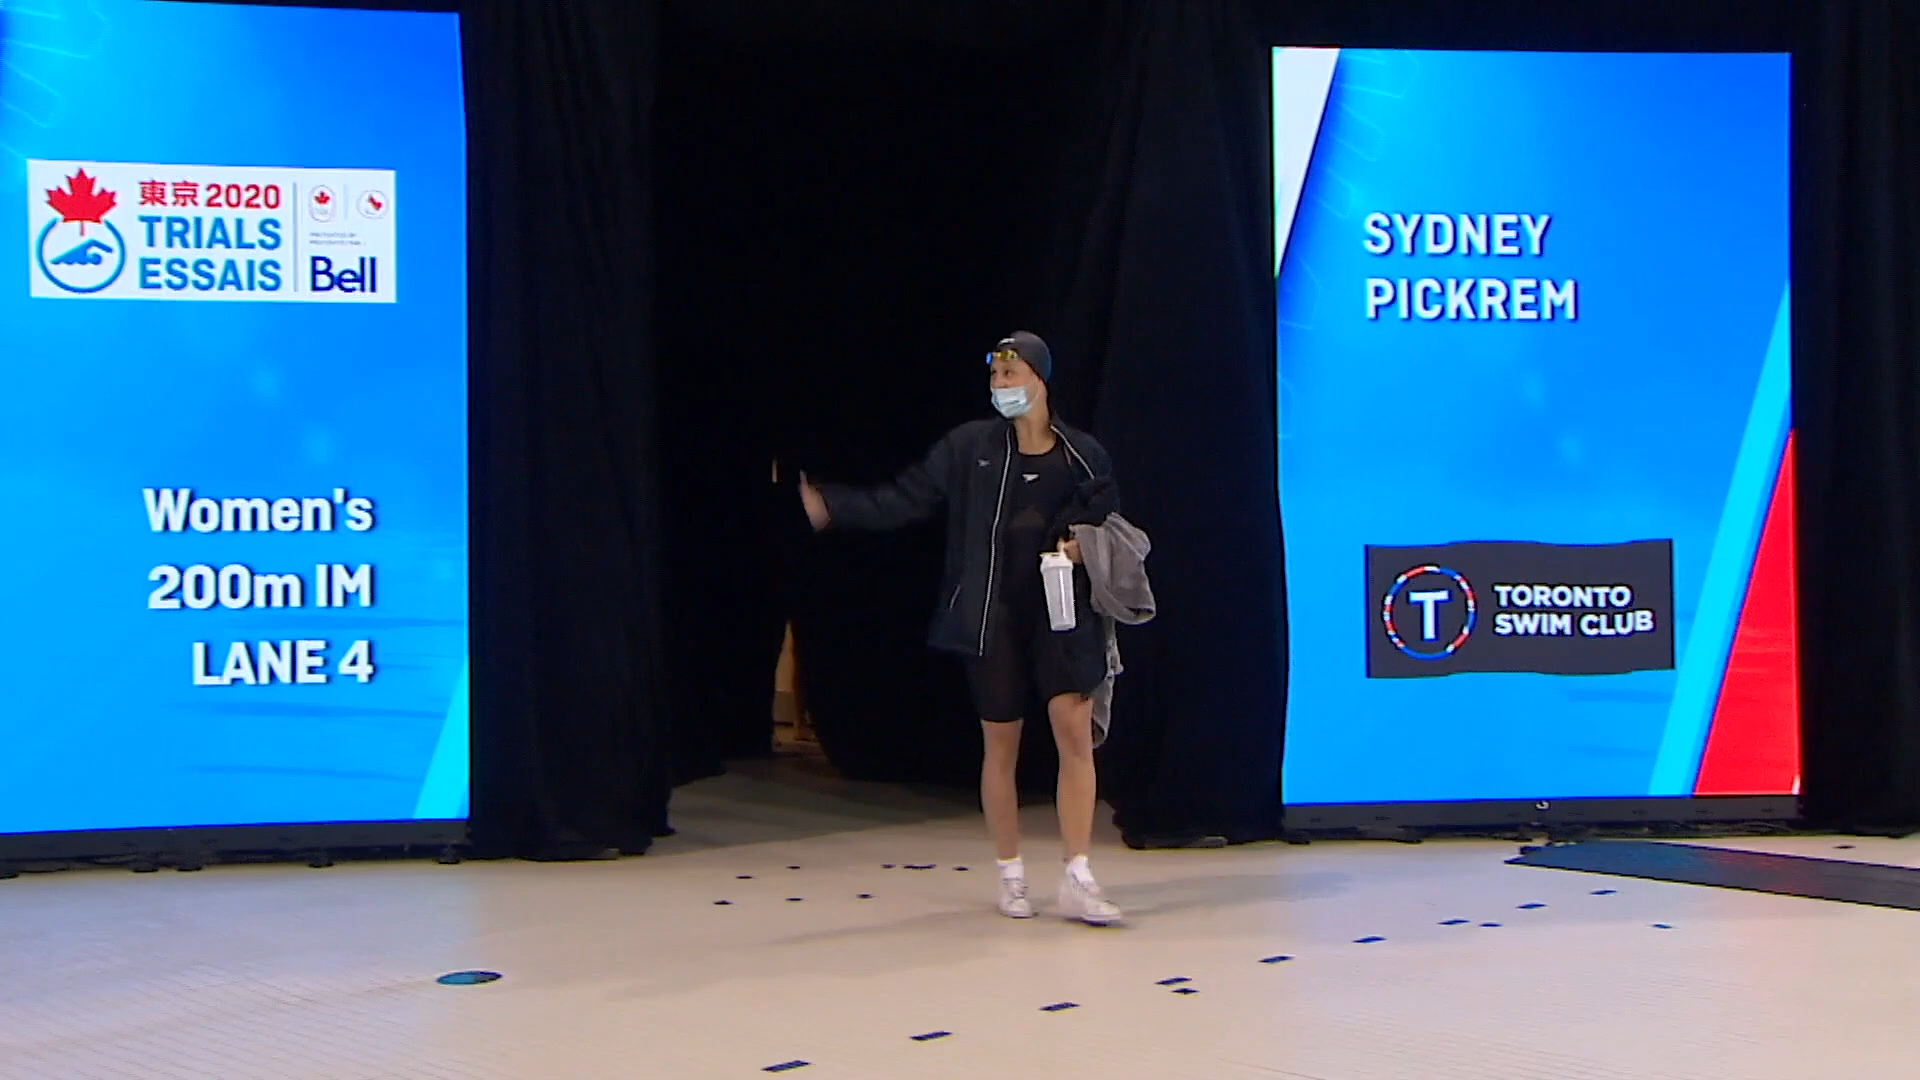 東京2020
TRIALS
ESSAIS
Bell
Women's
200m IM
LANE 4
SYDNEY
PICKREM
T
TORONTO
SWIM CLUB